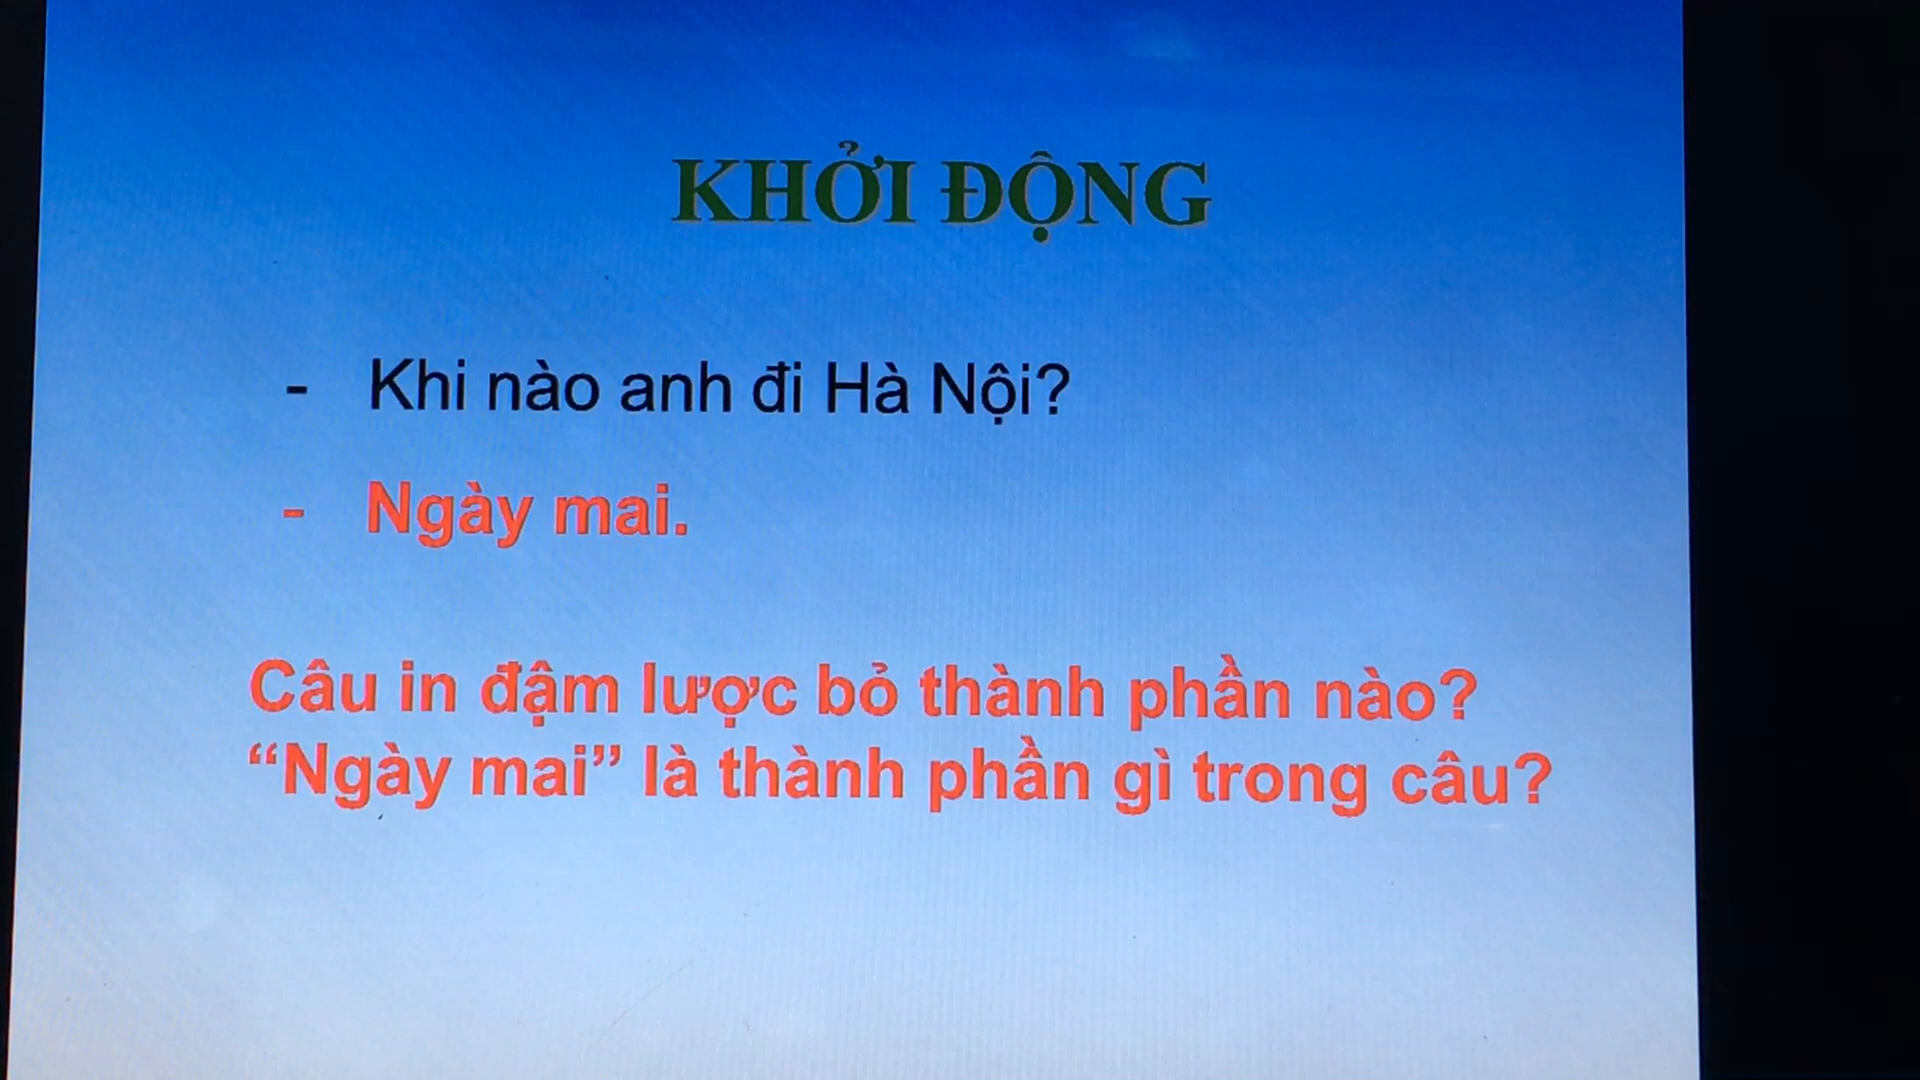 KHỞI ĐỘNG
- Khi nào anh đi Hà Nội?
- Ngày mai.
Câu in đậm lược bỏ thành phần nào?
“Ngày mai” là thành phần gì trong câu?